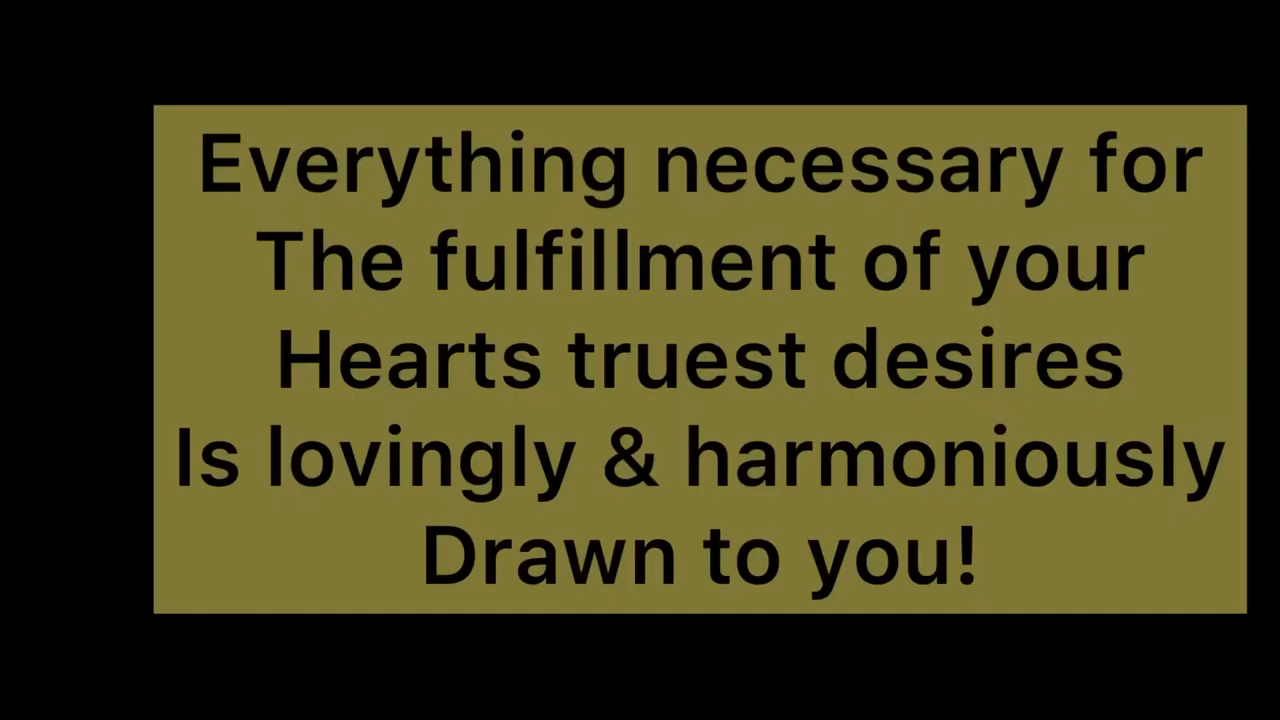 Everything necessary for
The fulfillment of your
Hearts truest desires
Is lovingly & harmoniously
Drawn to you!